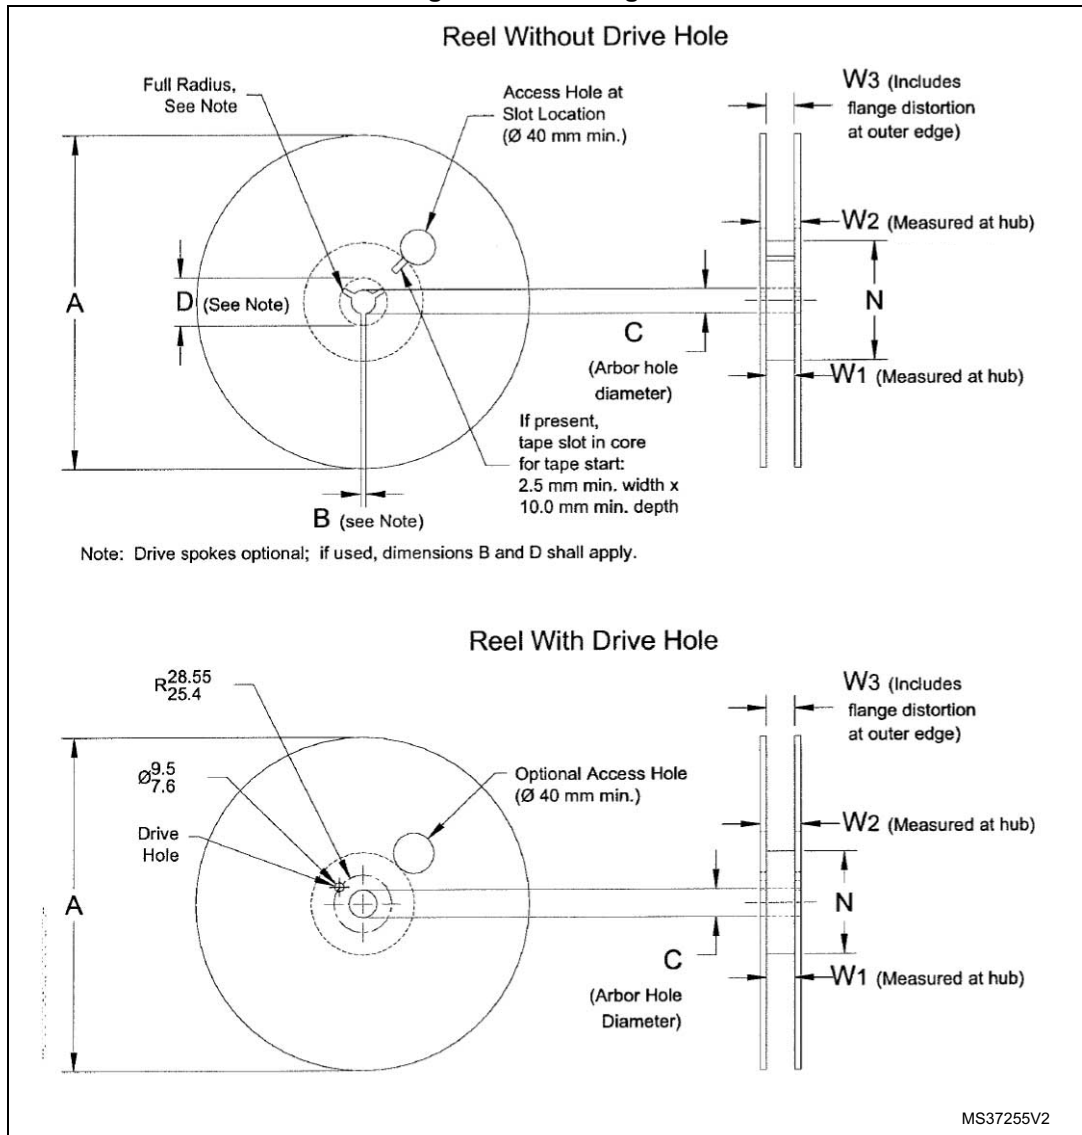 Reel Without Drive Hole
Full Radius,
See Note
Access Hole at
Slot Location
(Ø 40 mm min.)
W3 (Includes
flange distortion
at outer edge)
W2 (Measured at hub)
A
D (See Note)
N
C
(Arbor hole
diameter)
W1 (Measured at hub)
If present,
tape slot in core
for tape start:
2.5 mm min. width x
10.0 mm min. depth
B (see Note)
Note: Drive spokes optional; if used, dimensions B and D shall apply.
Reel With Drive Hole
R28.55
25.4
W3 (Includes
flange distortion
at outer edge)
Ø9.5
7.6
Optional Access Hole
(Ø 40 mm min.)
Drive
Hole
W2 (Measured at hub)
A
N
C
(Arbor Hole
Diameter)
W1 (Measured at hub)
MS37255V2